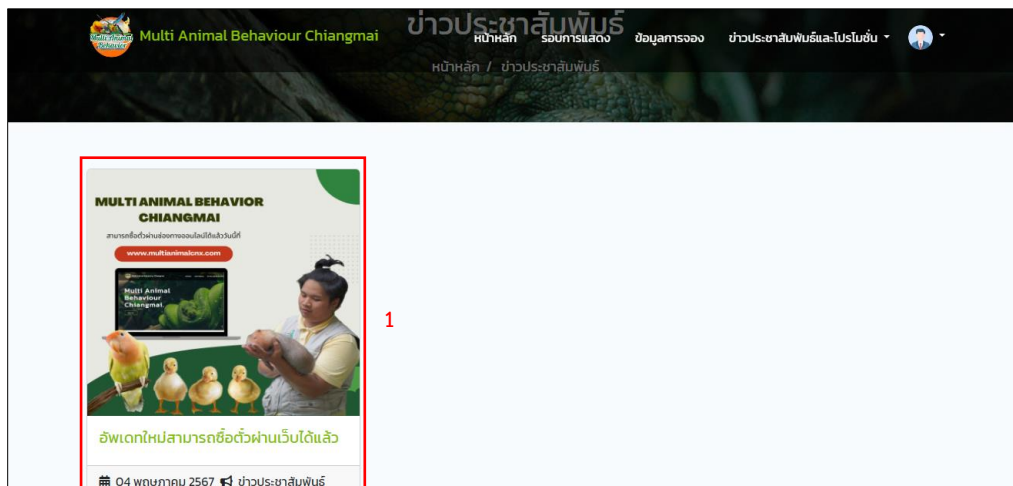 Multi Animal Behaviour Chiangmai
ข่าวประชาสัมพันธ์
หน้าหลัก รอบการแสดง ข้อมูลการจอง ข่าวประชาสัมพันธ์และโปรโมชั่น
หน้าหลัก / ข่าวประชาสัมพันธ์
MULTI ANIMAL BEHAVIOR
CHIANGMAI
สามารถซื้อตั๋วผ่านช่องทางออนไลน์ได้แล้ววันนี้ที่
www.multianimalcnx.com
Multi Animal
Behaviour
Chiangmai
1
อัพเดทใหม่สามารถซื้อตั๋วผ่านเว็บได้แล้ว
04 พฤษภาคม 2567 ข่าวประชาสัมพันธ์